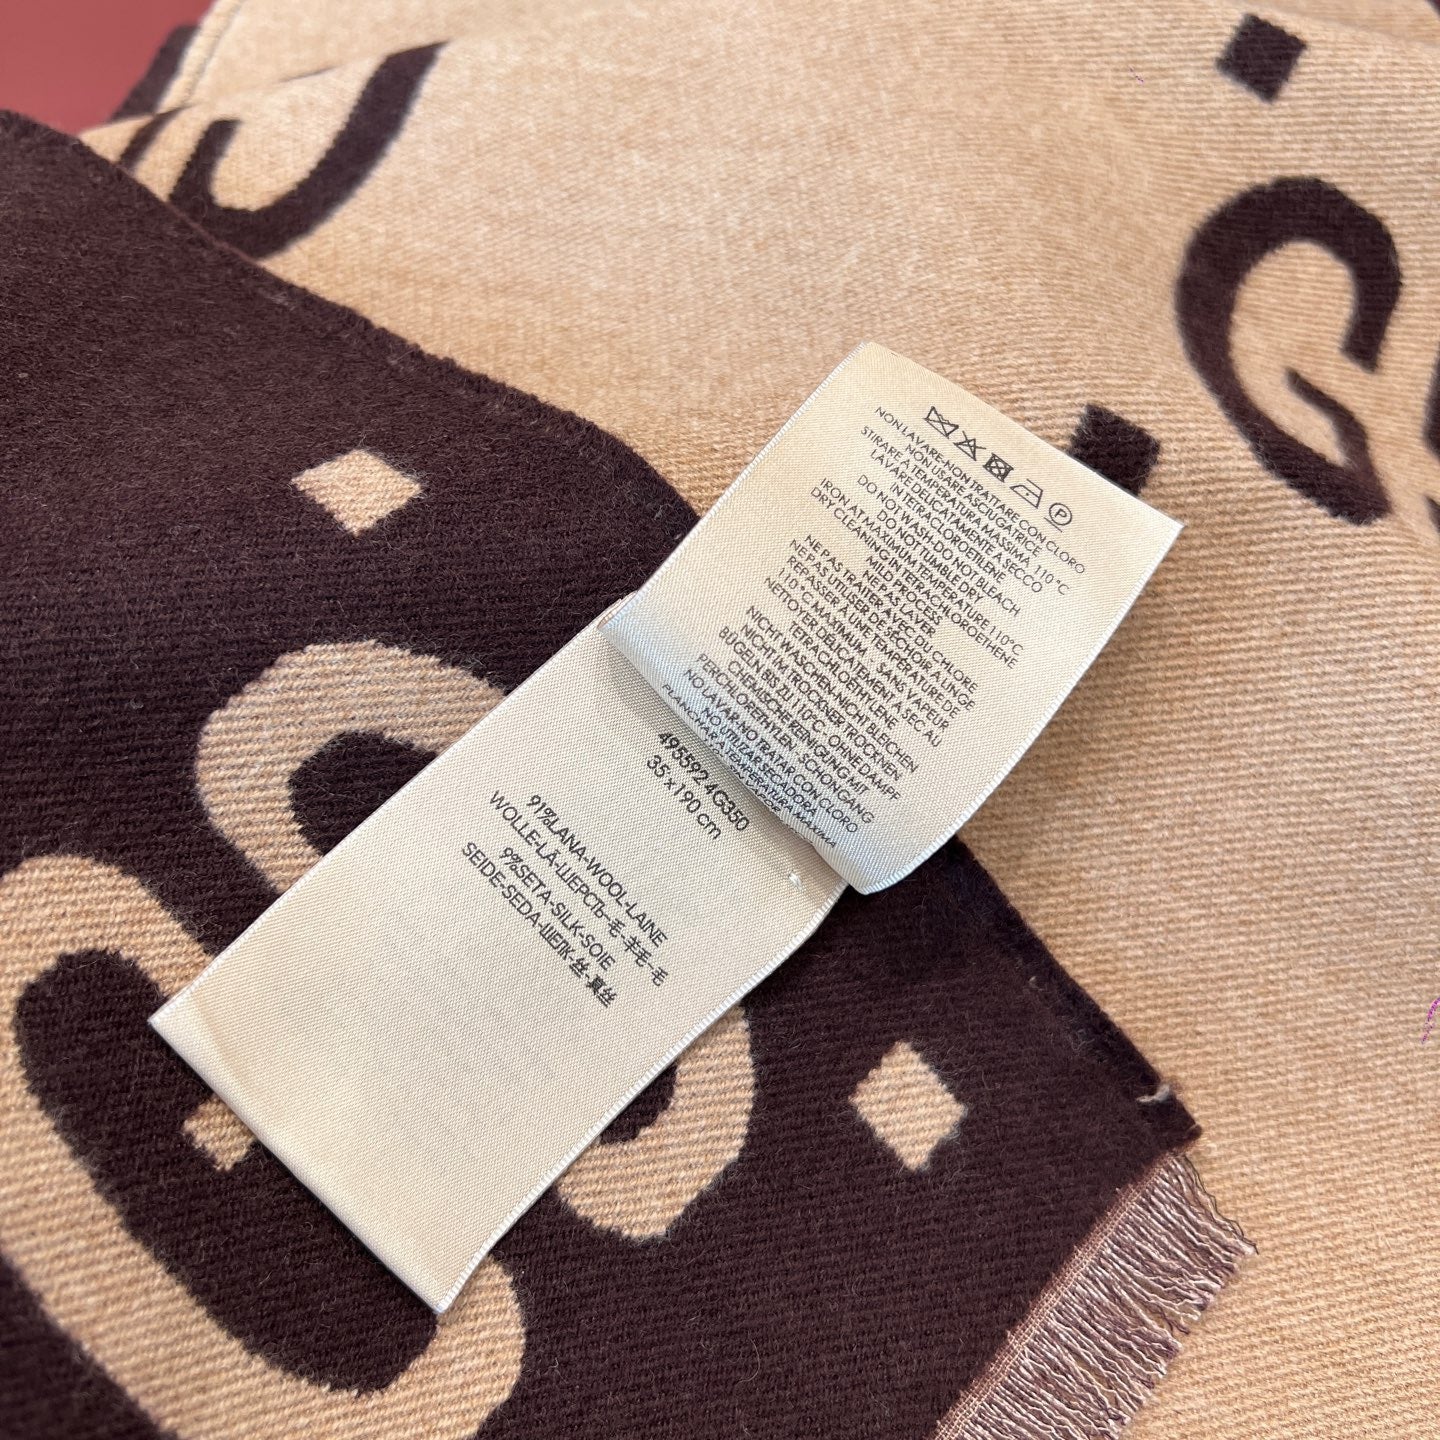 NON LAVARE-NON TRATTARE CON CLORO
NON USARE ASCIUGATRICE
STIRARE A TEMPERATURA MASSIMA 110 °C
LAVARE DELICATAMENTE A SECCO
IN TETRACLOROETILENE
DO NOT WASH-DO NOT BLEACH
DO NOT TUMBLE DRY
IRON AT MAXIMUM TEMPERATURE 110°C
DRY CLEANING IN TETRACHLOROETHENE
MILD PROCESS
NE PAS LAVER
NE PAS TRAITER AVEC DU CHLORE
NE PAS UTILISER DE SÉCHOIR À LINGE
REPASSER À UNE TEMPÉRATURE DE
110 °C MAXIMUM - SANS VAPEUR
NETTOYER DELICATEMENT À SEC AU
TETRACHLORÉTHYLÈNE
NICHT WASCHEN-NICHT BLEICHEN
NICHT IM TROCKNER TROCKNEN
BÜGELN BIS ZU 110°C - OHNE DAMPF
CHEMISCHE REINIGUNG MIT
PERCHLORETHYLEN - SCHONGANG
NO LAVAR-NO TRATAR CON CLORO
NO UTILIZAR SECADORA
PLANCHAR A TEMPERATURA MAXIMA
495592 4G350
35 x 190 cm
91%LANA-WOOL-LAINE
WOLLE-LÃ-ШЕРСТЬ-毛-羊毛-毛
9%SETA-SILK-SOIE
SEIDE-SEDA-ШЕЛК-丝-真丝